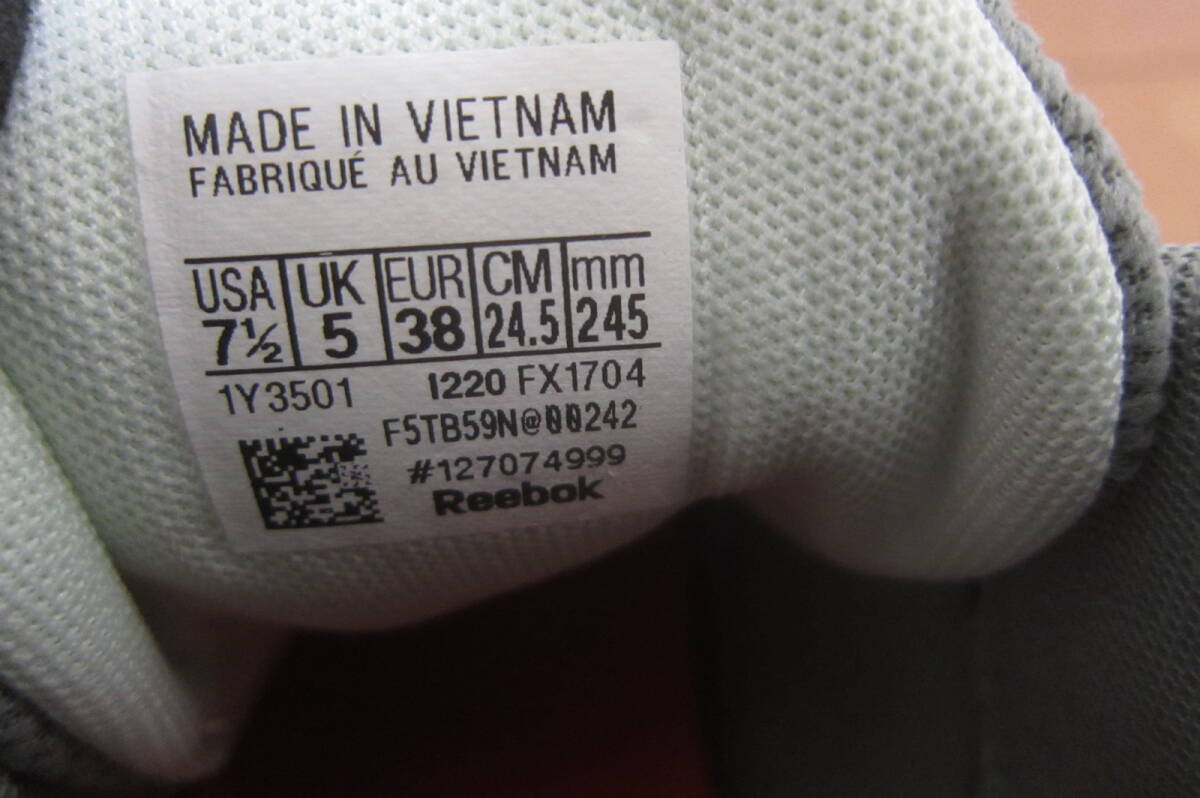 MADE IN VIETNAM
FABRIQUÉ AU VIETNAM
USA UK EUR CM mm
7½ 5 38 24.5 245
1Y3501 I220 FX1704
F5TB59N@00242
#127074999
Reebok